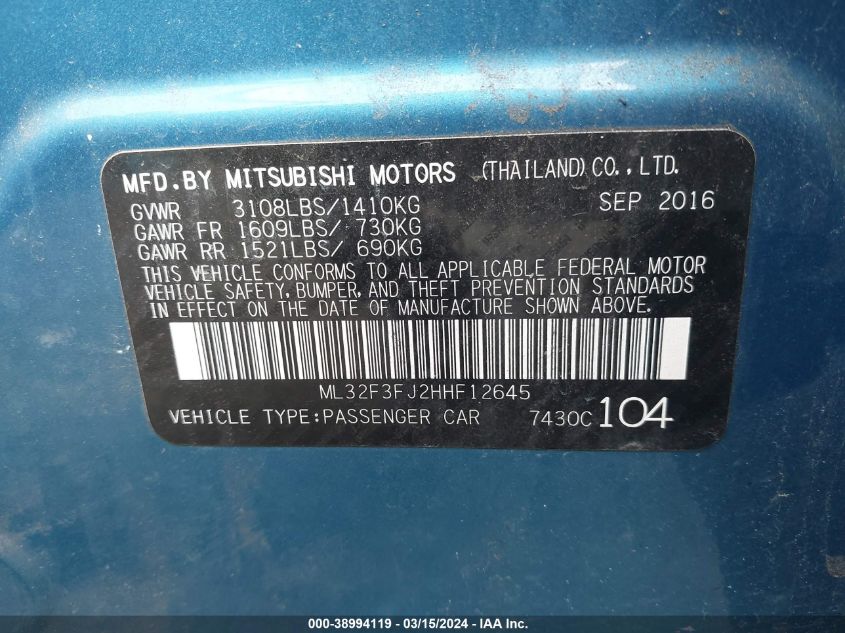 MFD.BY MITSUBISHI MOTORS (THAILAND) CO., LTD.
GVWR 3108LBS/1410KG SEP 2016
GAWR FR 1609LBS/ 730KG
GAWR RR 1521LBS/ 690KG
THIS VEHICLE CONFORMS TO ALL APPLICABLE FEDERAL MOTOR
VEHICLE SAFETY, BUMPER, AND THEFT PREVENTION STANDARDS
IN EFFECT ON THE DATE OF MANUFACTURE SHOWN ABOVE.
ML32F3FJ2HHF12645
VEHICLE TYPE:PASSENGER CAR 7430C 104
000-38994119 - 03/15/2024 - IAA Inc.